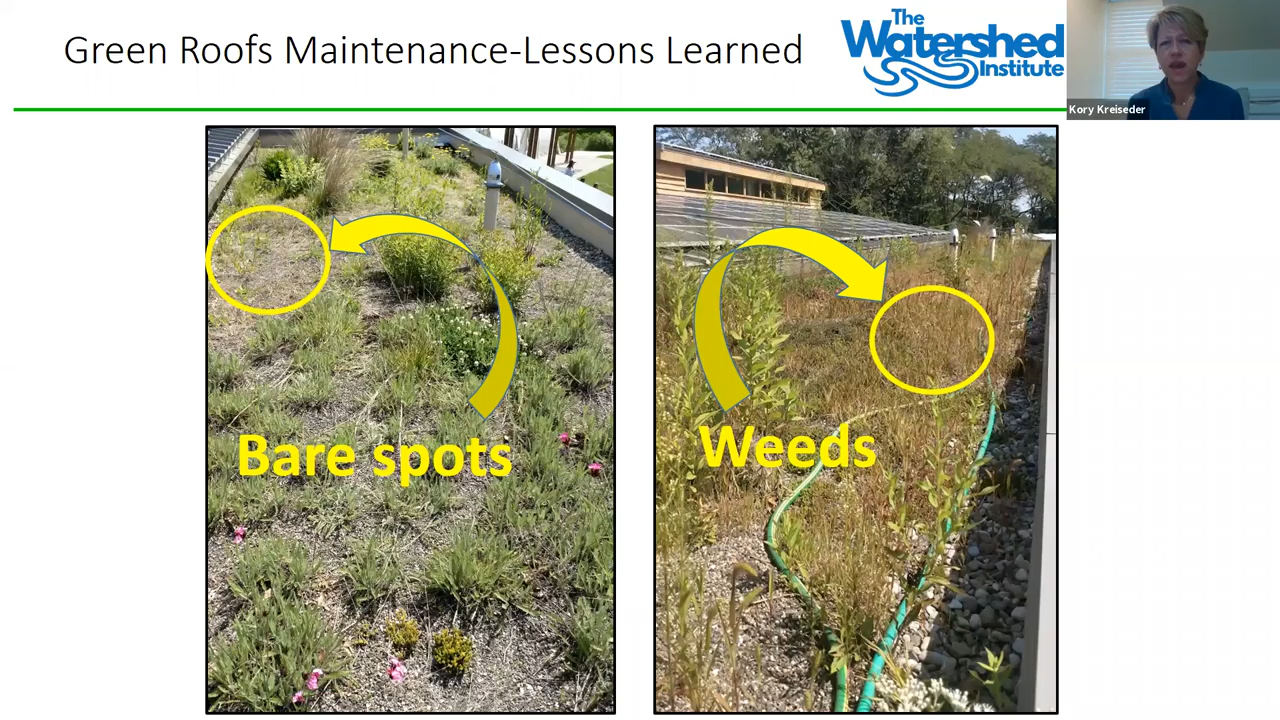 Green Roofs Maintenance-Lessons Learned
The
Watershed
Institute
Kory Kreiseder
Bare spots
Weeds